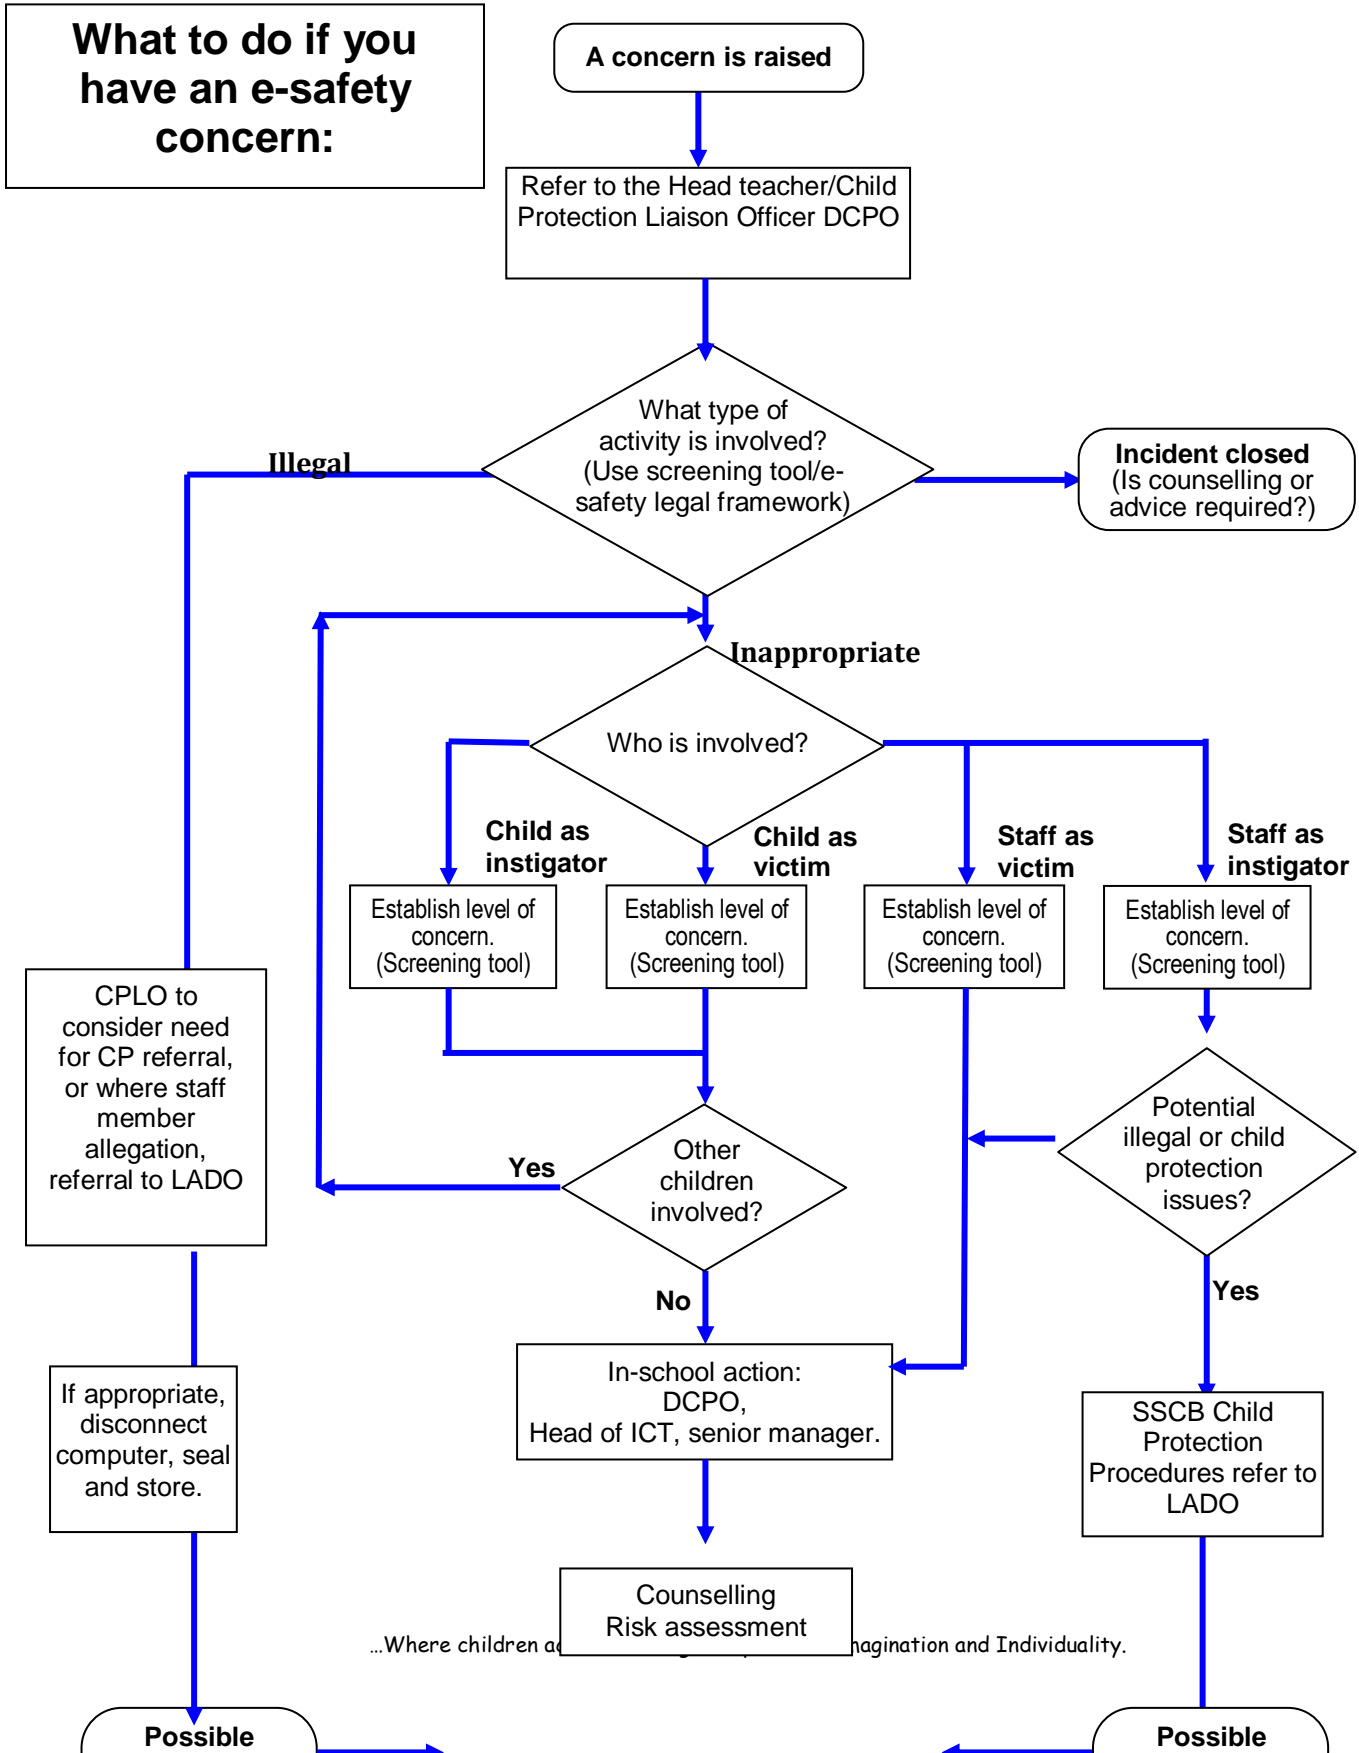 What to do if you
have an e-safety
concern:
A concern is raised
Refer to the Head teacher/Child
Protection Liaison Officer DCPO
What type of
activity is involved?
(Use screening tool/e-
safety legal framework)
Illegal
Incident closed
(Is counselling or
advice required?)
Inappropriate
Who is involved?
Child as
instigator
Child as
victim
Staff as
victim
Staff as
instigator
Establish level of
concern.
(Screening tool)
Establish level of
concern.
(Screening tool)
Establish level of
concern.
(Screening tool)
Establish level of
concern.
(Screening tool)
CPLO to
consider need
for CP referral,
or where staff
member
allegation,
referral to LADO
Other
children
involved?
Yes
No
Potential
illegal or child
protection
issues?
Yes
If appropriate,
disconnect
computer, seal
and store.
In-school action:
DCPO,
Head of ICT, senior manager.
SSCB Child
Protection
Procedures refer to
LADO
Counselling
Risk assessment
...Where children and Individuality.
Possible
Possible